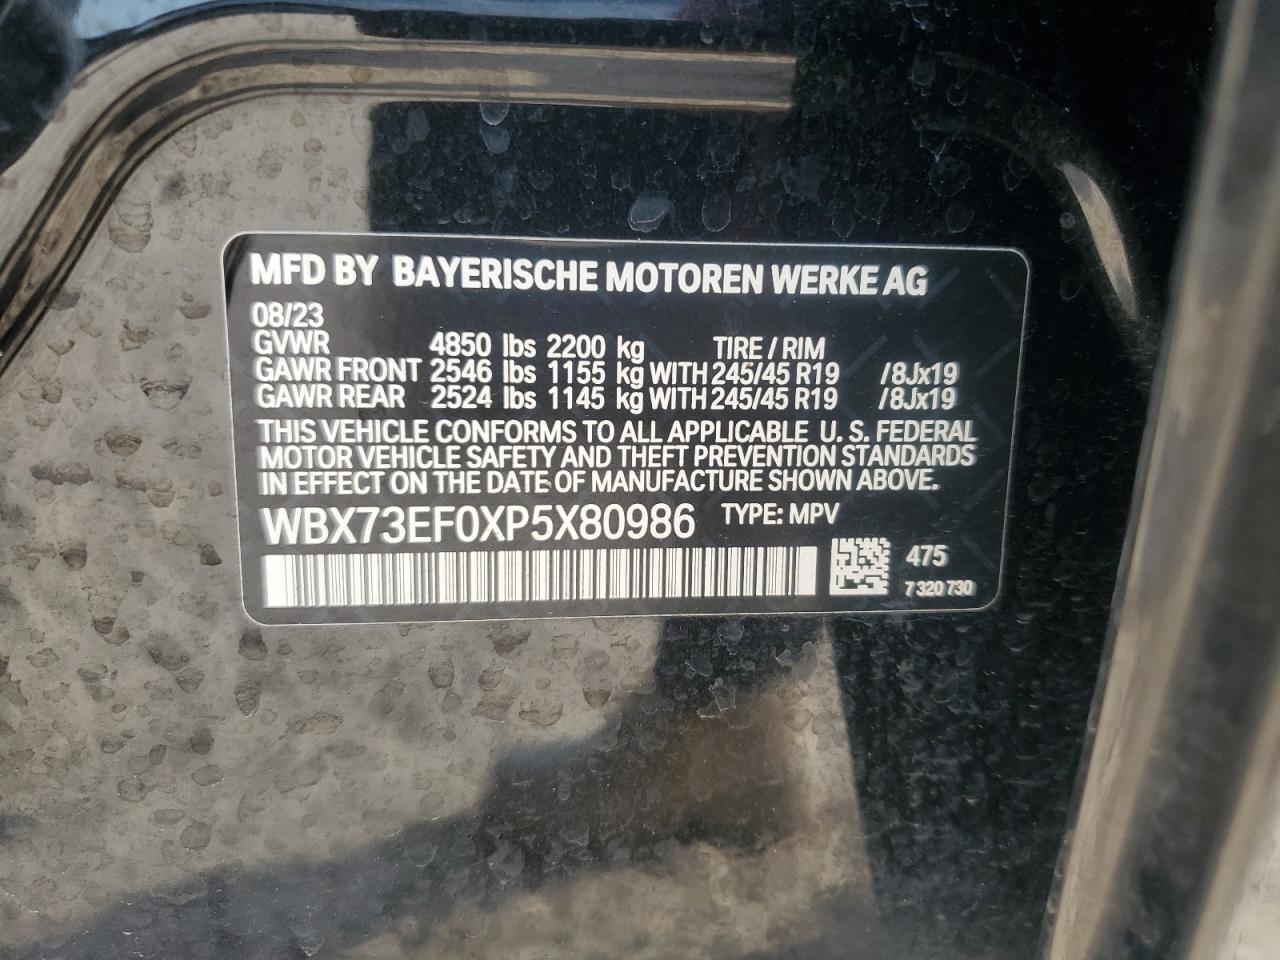 MFD BY BAYERISCHE MOTOREN WERKE AG
08/23
GVWR 4850 lbs 2200 kg TIRE / RIM
GAWR FRONT 2546 lbs 1155 kg WITH 245/45 R19 /8Jx19
GAWR REAR 2524 lbs 1145 kg WITH 245/45 R19 /8Jx19
THIS VEHICLE CONFORMS TO ALL APPLICABLE U. S. FEDERAL
MOTOR VEHICLE SAFETY AND THEFT PREVENTION STANDARDS
IN EFFECT ON THE DATE OF MANUFACTURE SHOWN ABOVE.
WBX73EF0XP5X80986 TYPE: MPV
475
7 320 730